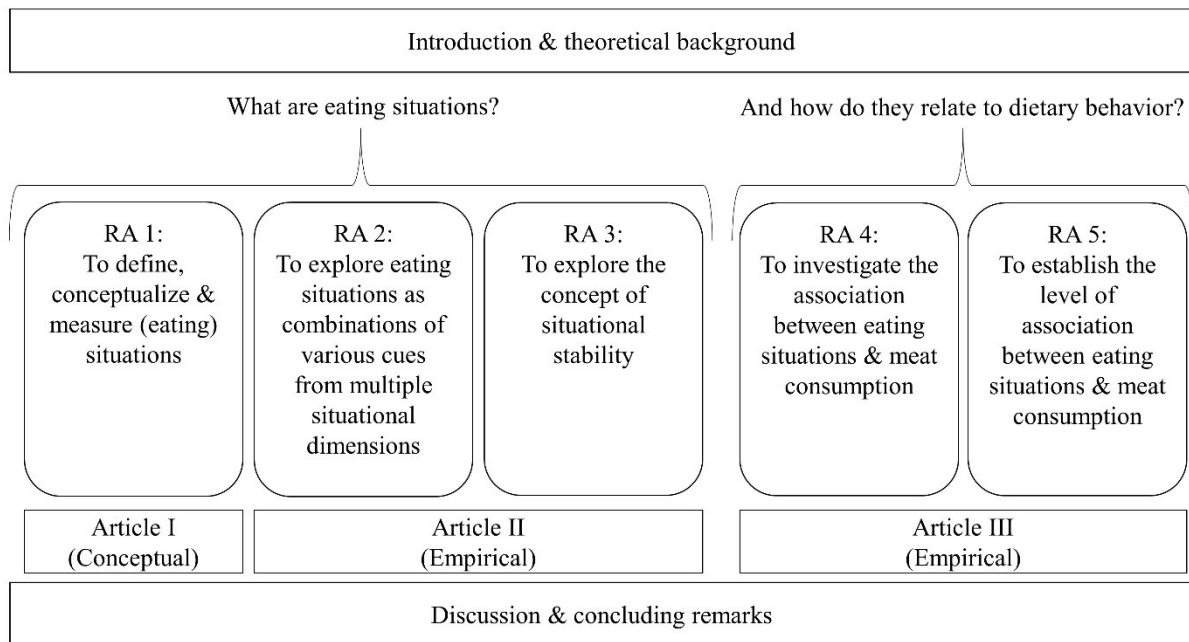 Introduction & theoretical background
What are eating situations?
And how do they relate to dietary behavior?
RA 1:
To define,
conceptualize &
measure (eating)
situations
RA 2:
To explore eating
situations as
combinations of
various cues
from multiple
situational
dimensions
RA 3:
To explore the
concept of
situational
stability
RA 4:
To investigate the
association
between eating
situations & meat
consumption
RA 5:
To establish the
level of
association
between eating
situations & meat
consumption
Article I
(Conceptual)
Article II
(Empirical)
Article III
(Empirical)
Discussion & concluding remarks